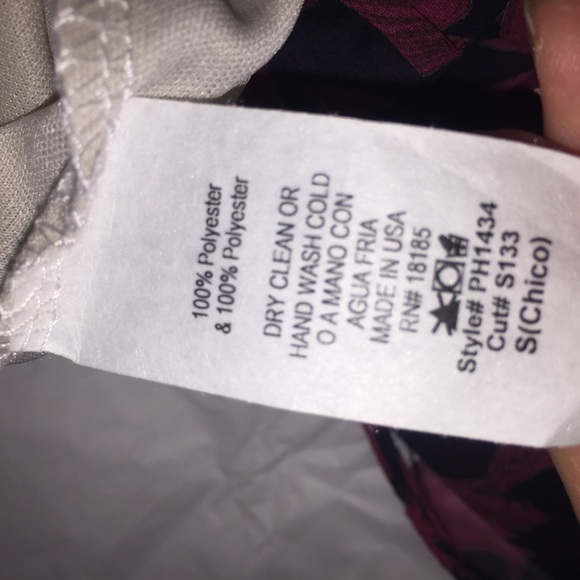 100% Polyester
& 100% Polyester
DRY CLEAN OR
HAND WASH COLD
O A MANO CON
AGUA FRIA
MADE IN USA
RN# 18185
Style# PH1434
Cut# S133
S(Chico)